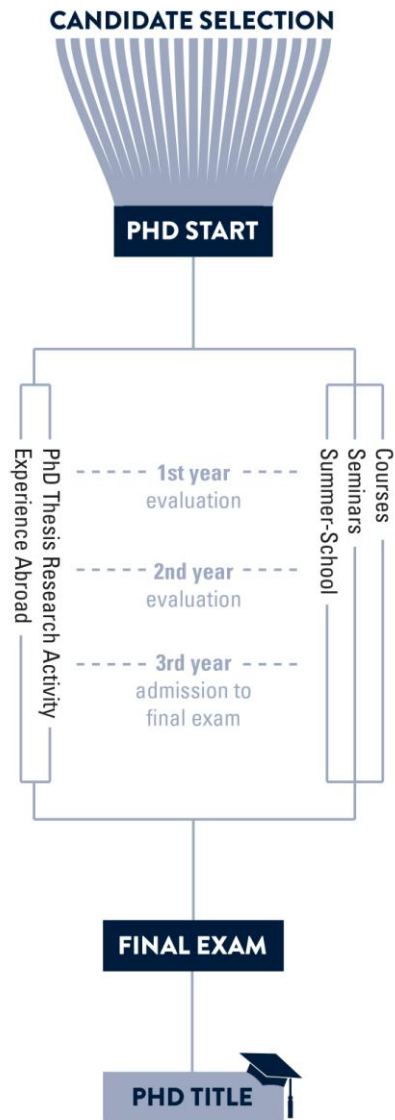 CANDIDATE SELECTION
PHD START
PhD Thesis Research Activity
Experience Abroad
1st year
evaluation
2nd year
evaluation
3rd year
admission to
final exam
Courses
Seminars
Summer-School
FINAL EXAM
PHD TITLE